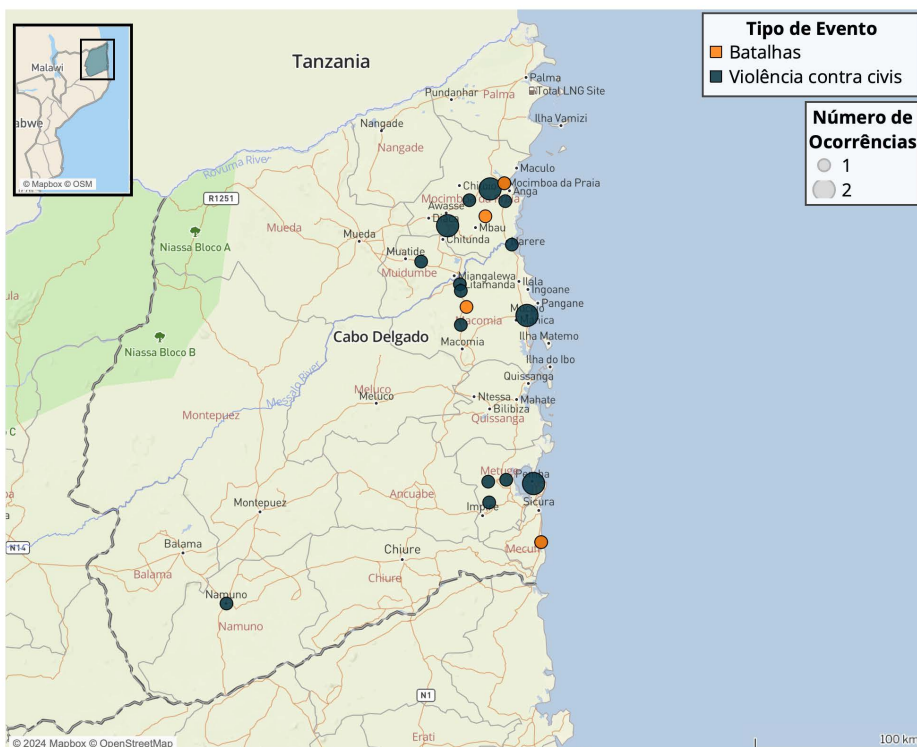 Tipo de Evento
Batalhas
Violência contra civis
Número de
Ocorrências
1
2
Malawi
© Mapbox © OSM
Tanzania
Palma
Total LNG Site
Pundanhar
Palma
Ilha Vamizi
Nangade
Nangade
Rovuma River
Maculo
Mocimboa da Praia
Anga
R1251
Awasse
Mbau
Mueda
Niassa Bloco A
Mueda
Chitunda
Muatide
Muidumbe
Miangalewa
Litamanda
Ilala
Ingoane
Pangane
Macomia
Cabo Delgado
Ilha Matemo
Macomia
Niassa Bloco B
Ilha do Ibo
Quissanga
Messalo River
Meluco
Meluco
Ntessa
Mahate
Bilibiza
Quissanga
Montepuez
C
Metuge
Pemba
Ancuabe
Montepuez
Sicura
N14
Balama
Chiure
Mecufi
Balama
Chiure
Namuno
Namuno
N1
Erati
© 2024 Mapbox © OpenStreetMap
100 km